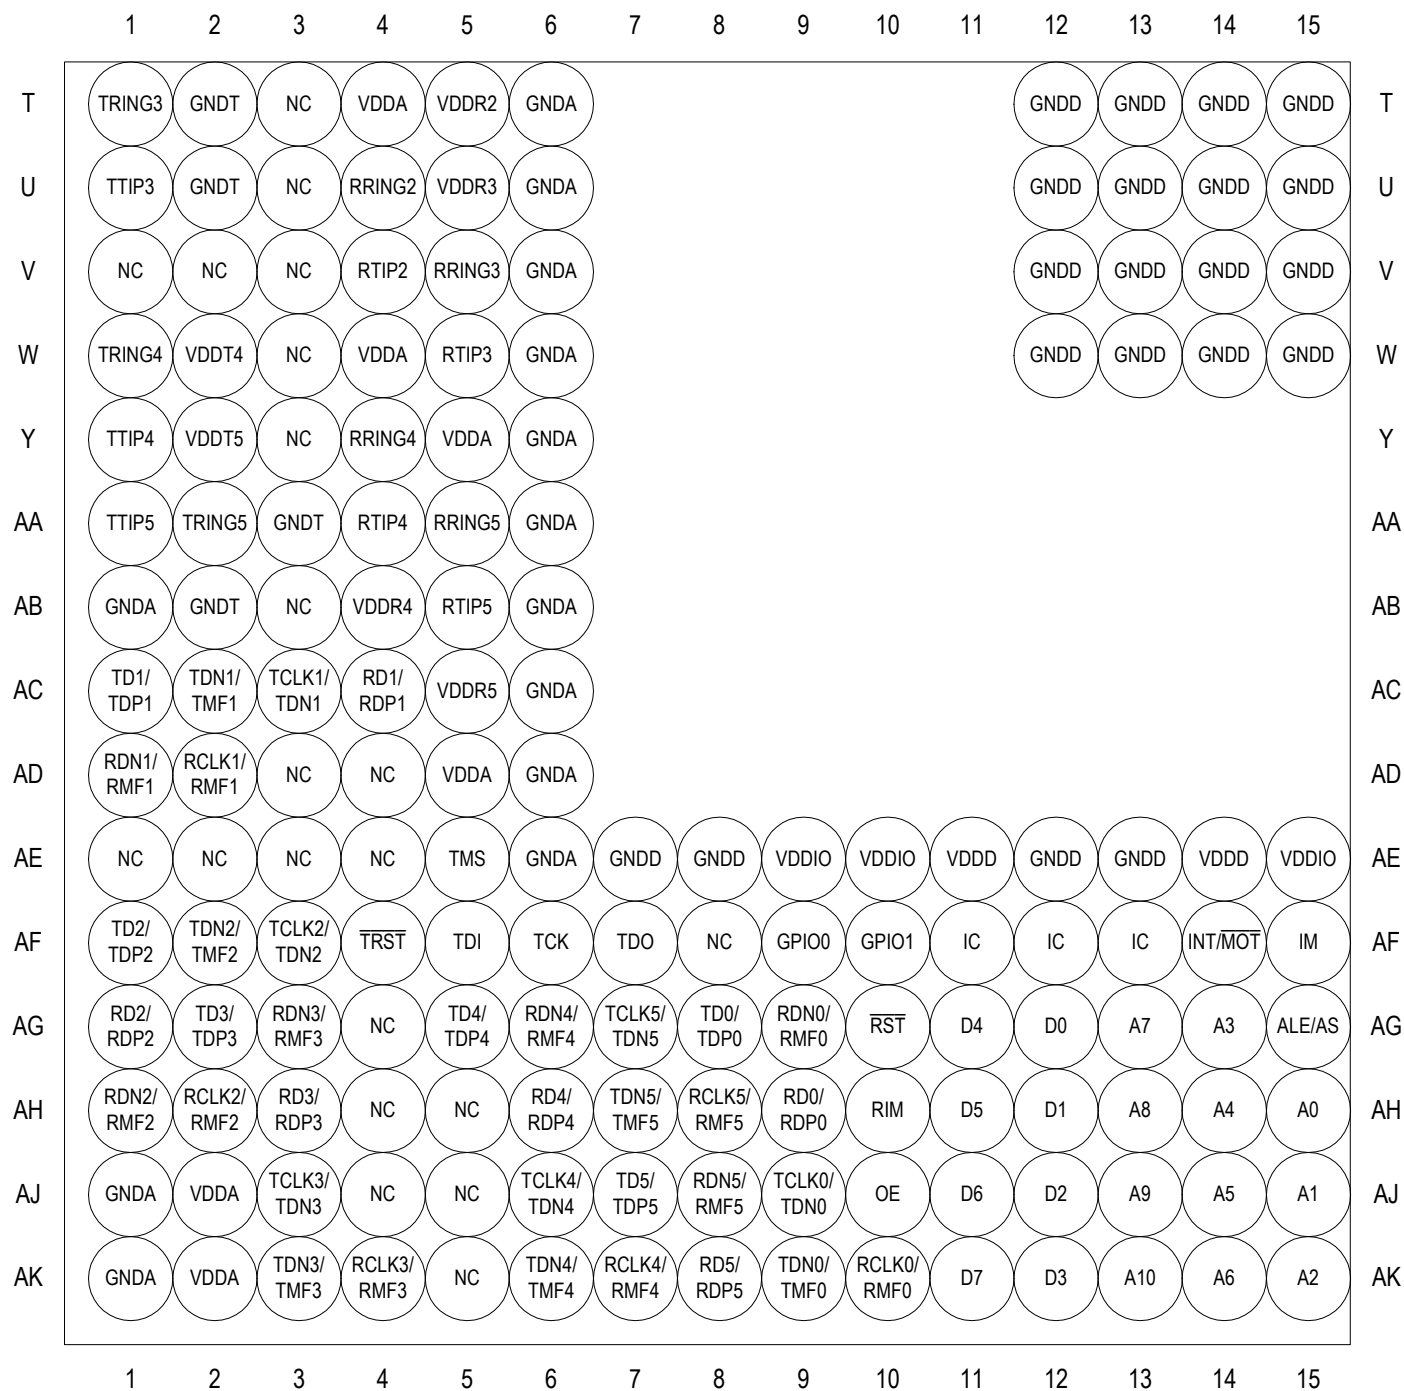 1 2 3 4 5 6 7 8 9 10 11 12 13 14 15
T TRING3 GNDT NC VDDA VDDR2 GNDA GNDD GNDD GNDD GNDD T
U TTIP3 GNDT NC RRING2 VDDR3 GNDA GNDD GNDD GNDD GNDD U
V NC NC NC RTIP2 RRING3 GNDA GNDD GNDD GNDD GNDD V
W TRING4 VDDT4 NC VDDA RTIP3 GNDA GNDD GNDD GNDD GNDD W
Y TTIP4 VDDT5 NC RRING4 VDDA GNDA Y
AA TTIP5 TRING5 GNDT RTIP4 RRING5 GNDA AA
AB GNDA GNDT NC VDDR4 RTIP5 GNDA AB
AC TD1/ TDN1/ TCLK1/ RD1/ VDDR5 GNDA AC
TDP1 TMF1 TDN1 RDP1
AD RDN1/ RCLK1/ NC NC VDDA GNDA AD
RMF1 RMF1
AE NC NC NC NC TMS GNDA GNDD GNDD VDDIO VDDIO VDDD GNDD GNDD VDDD VDDIO AE
AF TD2/ TDN2/ TCLK2/ TRST TDI TCK TDO NC GPIO0 GPIO1 IC IC IC INT/MOT IM AF
TDP2 TMF2 TDN2
AG RD2/ TD3/ RDN3/ NC TD4/ RDN4/ TCLK5/ TD0/ RDN0/ RST D4 D0 A7 A3 ALE/AS AG
RDP2 TDP3 RMF3 TDP4 RMF4 TDN5 TDP0 RMF0
AH RDN2/ RCLK2/ RD3/ NC NC RD4/ TDN5/ RCLK5/ RD0/ RIM D5 D1 A8 A4 A0 AH
RMF2 RMF2 RDP3 RDP4 TMF5 RMF5 RDP0
AJ GNDA VDDA TCLK3/ NC NC TCLK4/ TD5/ RDN5/ TCLK0/ OE D6 D2 A9 A5 A1 AJ
TDN3 TDN4 TDP5 RMF5 TDN0
AK GNDA VDDA TDN3/ RCLK3/ NC TDN4/ RCLK4/ RD5/ TDN0/ RCLK0/ D7 D3 A10 A6 A2 AK
TMF3 RMF3 TMF4 RMF4 RDP5 TMF0 RMF0
1 2 3 4 5 6 7 8 9 10 11 12 13 14 15